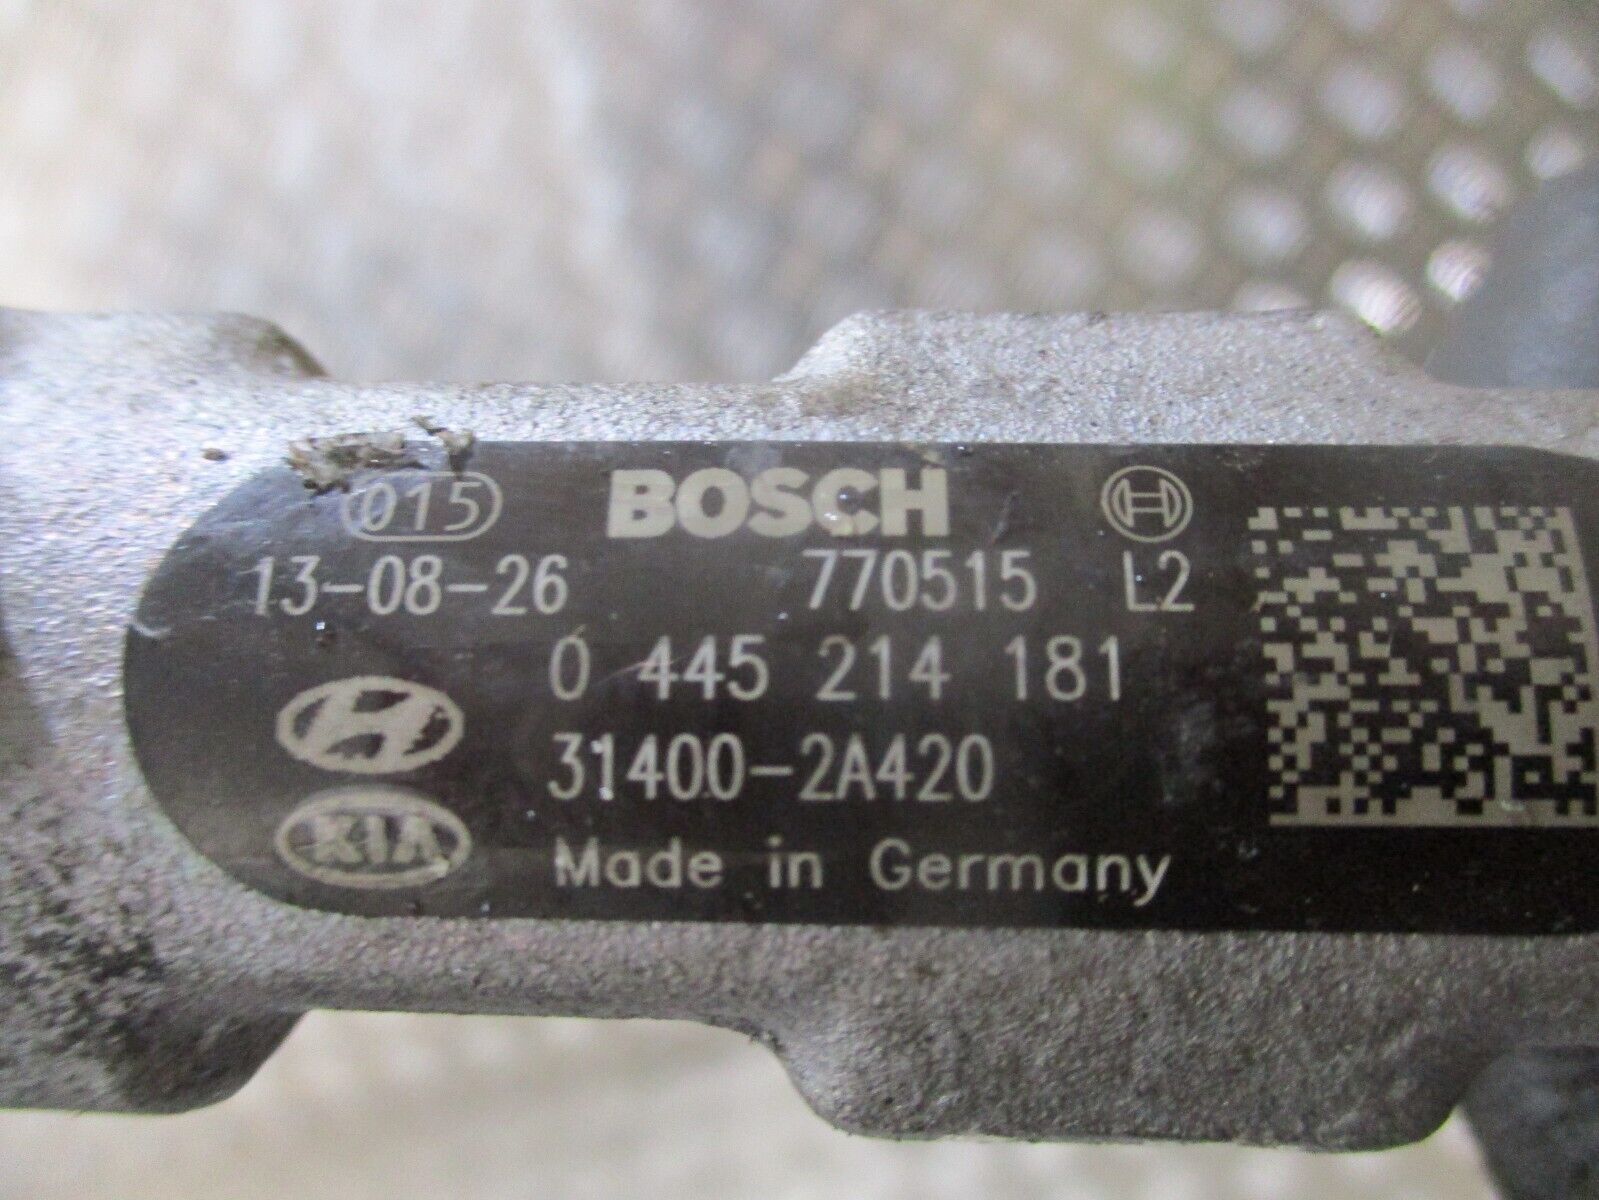 015 BOSCH
13-08-26 770515 L2
0 445 214 181
31400-2A420
KIA
Made in Germany